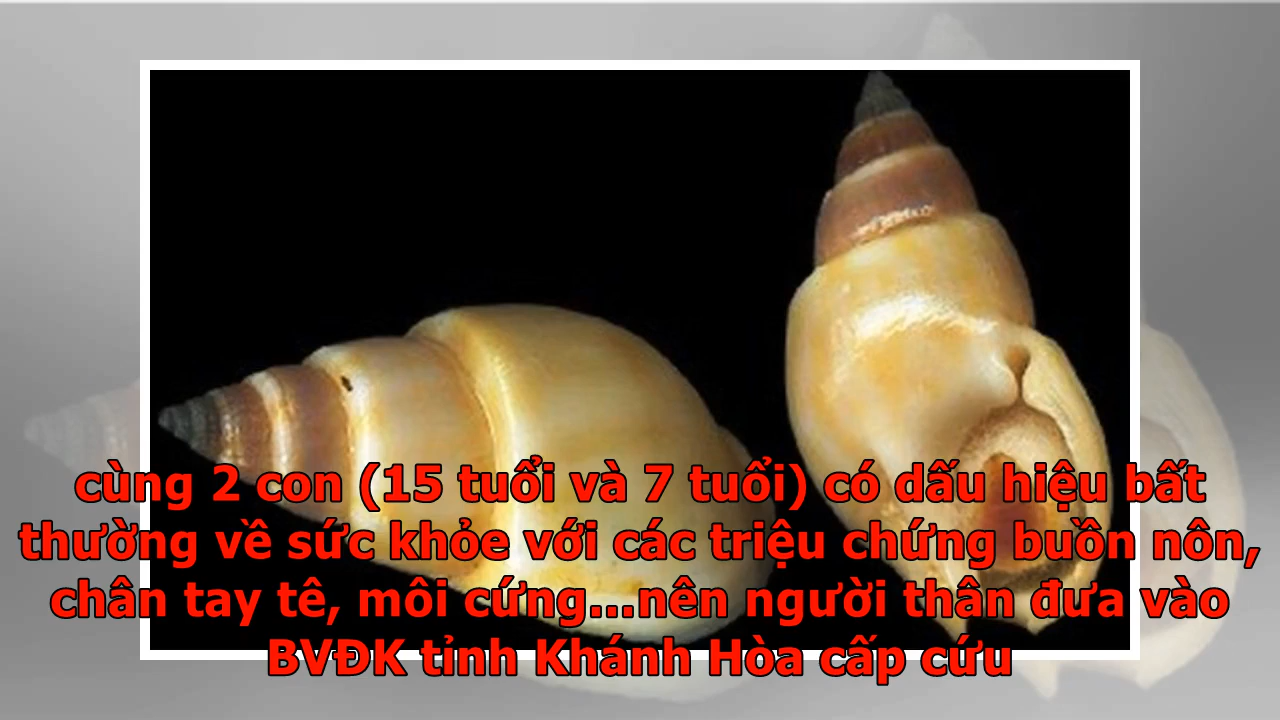 cùng 2 con (15 tuổi và 7 tuổi) có dấu hiệu bất
thường về sức khỏe với các triệu chứng buồn nôn,
chân tay tê, môi cứng...nên người thân đưa vào
BVĐK tỉnh Khánh Hòa cấp cứu